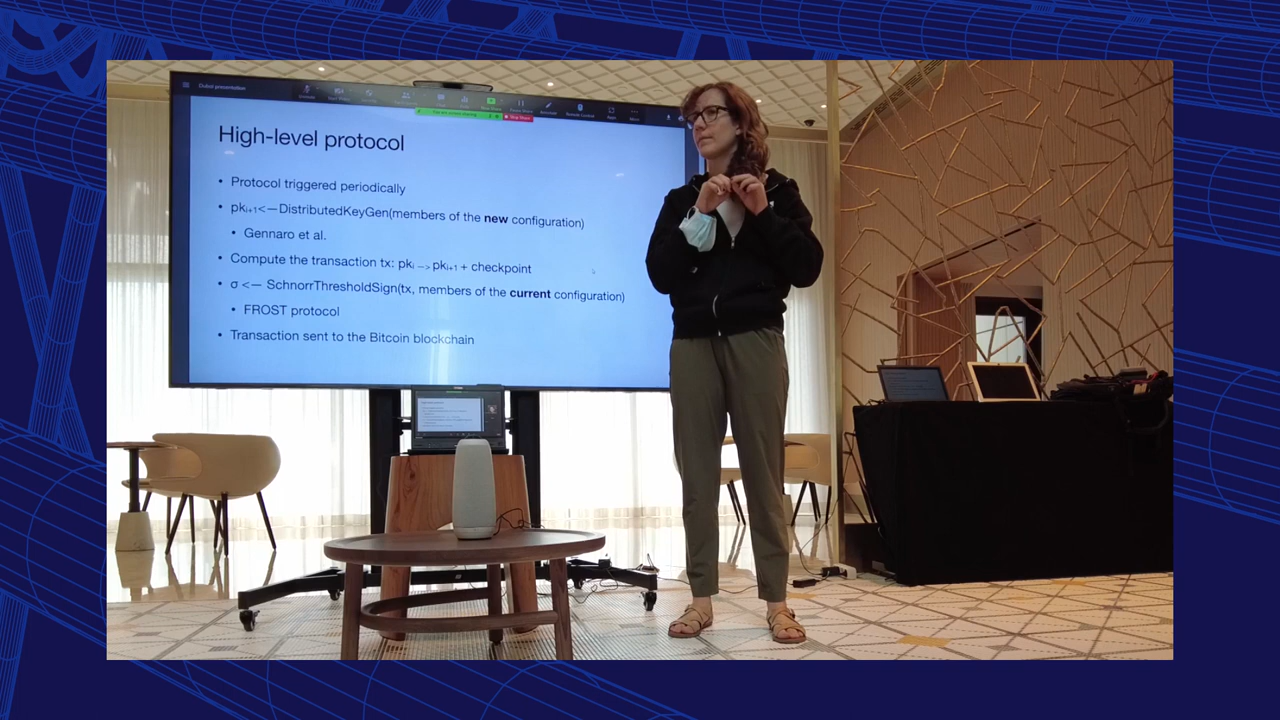 Dubai presentation
High-level protocol
• Protocol triggered periodically
• pkᵢ₊₁<—DistributedKeyGen(members of the new configuration)
• Gennaro et al.
• Compute the transaction tx: pkᵢ —> pkᵢ₊₁ + checkpoint
• σ <— SchnorrThresholdSign(tx, members of the current configuration)
• FROST protocol
• Transaction sent to the Bitcoin blockchain